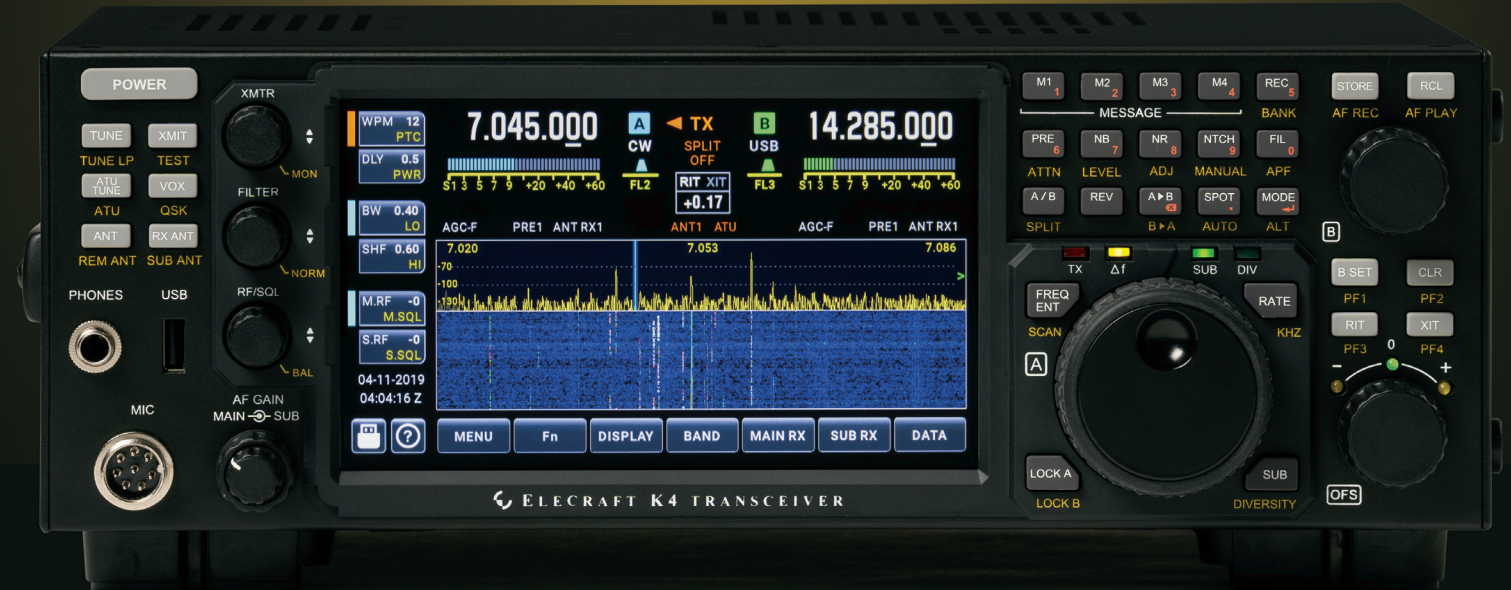 POWER
TUNE XMIT
TUNE LP TEST
ATU TUNE VOX
ATU QSK
ANT RX ANT
REM ANT SUB ANT
PHONES USB
MIC
XMTR
MON
FILTER
NORM
RF/SQL
BAL
AF GAIN
MAIN SUB
WPM 12
PTC
DLY 0.5
PWR
BW 0.40
LO
SHF 0.60
HI
M.RF -0
M.SQL
S.RF -0
S.SQL
04-11-2019
04:04:16 Z
7.045.000 A ◀ TX B 14.285.000
CW SPLIT USB
OFF
S1 3 5 7 9 +20 +40 +60 FL2 RIT XIT FL3 S1 3 5 7 9 +20 +40 +60
+0.17
AGC-F PRE1 ANT RX1 ANT1 ATU AGC-F PRE1 ANT RX1
7.020 7.053 7.086
-70
-100
-130
>
?
MENU Fn DISPLAY BAND MAIN RX SUB RX DATA
ELECRAFT K4 TRANSCEIVER
M1 1 M2 2 M3 3 M4 4 REC 5 STORE RCL
MESSAGE BANK AF REC AF PLAY
PRE 6 NB 7 NR 8 NTCH 9 FIL 0
ATTN LEVEL ADJ MANUAL APF
A / B REV A▶B SPOT . MODE
SPLIT B▶A AUTO ALT
B
TX Δf SUB DIV
FREQ ENT RATE
SCAN KHZ
A
LOCK A SUB
LOCK B DIVERSITY
B SET CLR
PF1 PF2
RIT XIT
PF3 0 PF4
- +
OFS